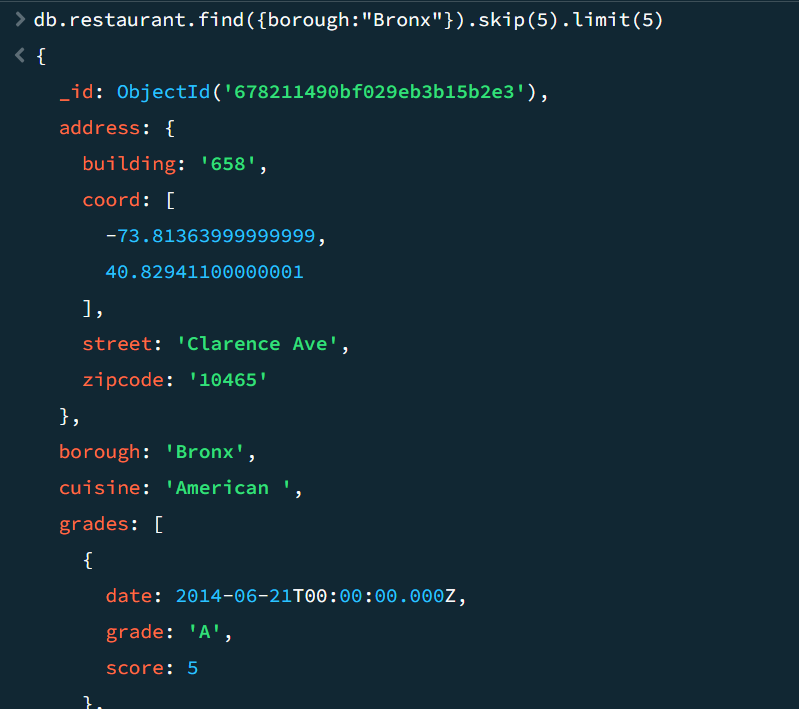 > db.restaurant.find({borough:"Bronx"}).skip(5).limit(5)
< {
_id: ObjectId('678211490bf029eb3b15b2e3'),
address: {
building: '658',
coord: [
-73.81363999999999,
40.82941100000001
],
street: 'Clarence Ave',
zipcode: '10465'
},
borough: 'Bronx',
cuisine: 'American ',
grades: [
{
date: 2014-06-21T00:00:00.000Z,
grade: 'A',
score: 5
},